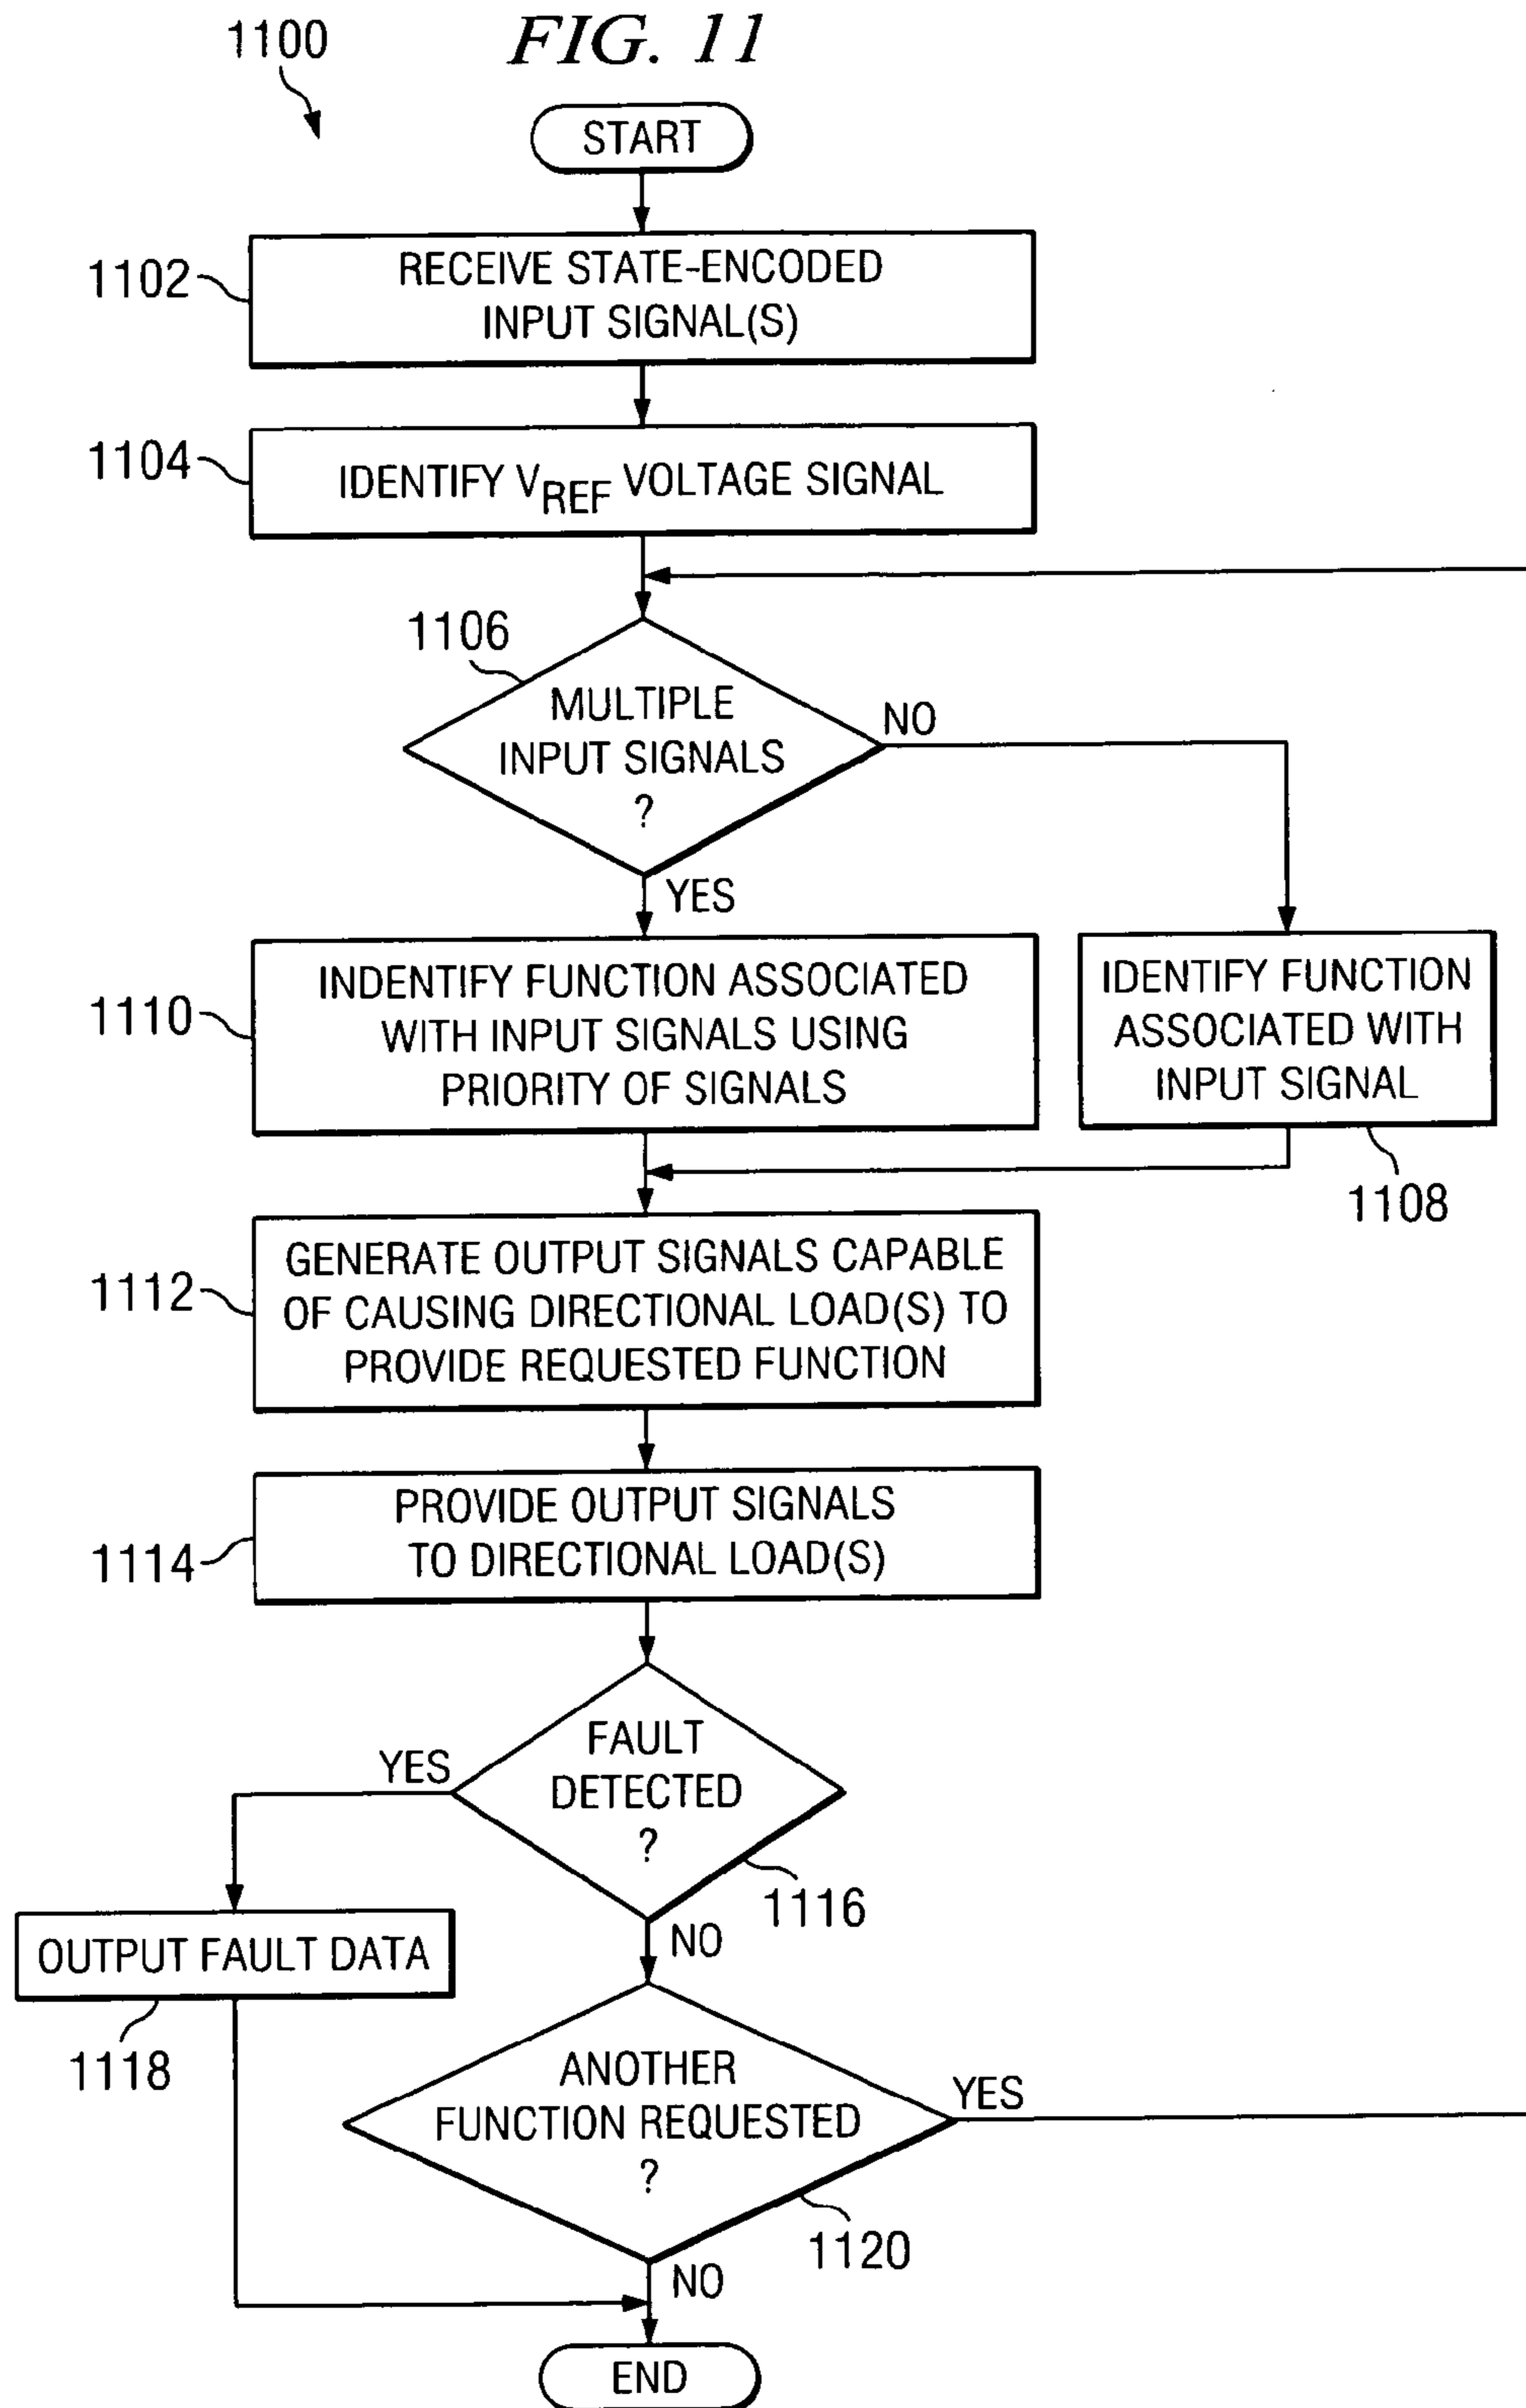 1100
FIG. 11
START
1102
RECEIVE STATE-ENCODED
INPUT SIGNAL(S)
1104
IDENTIFY VREF VOLTAGE SIGNAL
1106
MULTIPLE
INPUT SIGNALS
?
NO
YES
1110
INDENTIFY FUNCTION ASSOCIATED
WITH INPUT SIGNALS USING
PRIORITY OF SIGNALS
IDENTIFY FUNCTION
ASSOCIATED WITH
INPUT SIGNAL
1108
1112
GENERATE OUTPUT SIGNALS CAPABLE
OF CAUSING DIRECTIONAL LOAD(S) TO
PROVIDE REQUESTED FUNCTION
1114
PROVIDE OUTPUT SIGNALS
TO DIRECTIONAL LOAD(S)
FAULT
DETECTED
?
YES
1116
NO
OUTPUT FAULT DATA
1118
ANOTHER
FUNCTION REQUESTED
?
YES
1120
NO
END